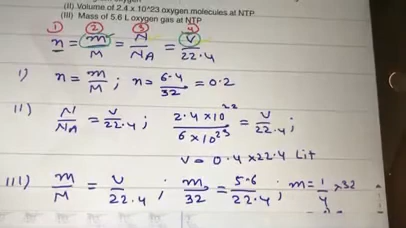 (II) Volume of 2.4 x 10^23 oxygen molecules at NTP
(III) Mass of 5.6 L oxygen gas at NTP
① ② ③ 4
n = m/M = N/NA = V/22.4
i) n = m/M ; n = 6.4/32 = 0.2
ii) N/NA = V/22.4 ; 2.4 × 10^22/6 × 10^23 = V/22.4 ;
V = 0.4 × 22.4 Lit
iii) m/M = V/22.4 ; m/32 = 5.6/22.4 ; m = 1/4 × 32